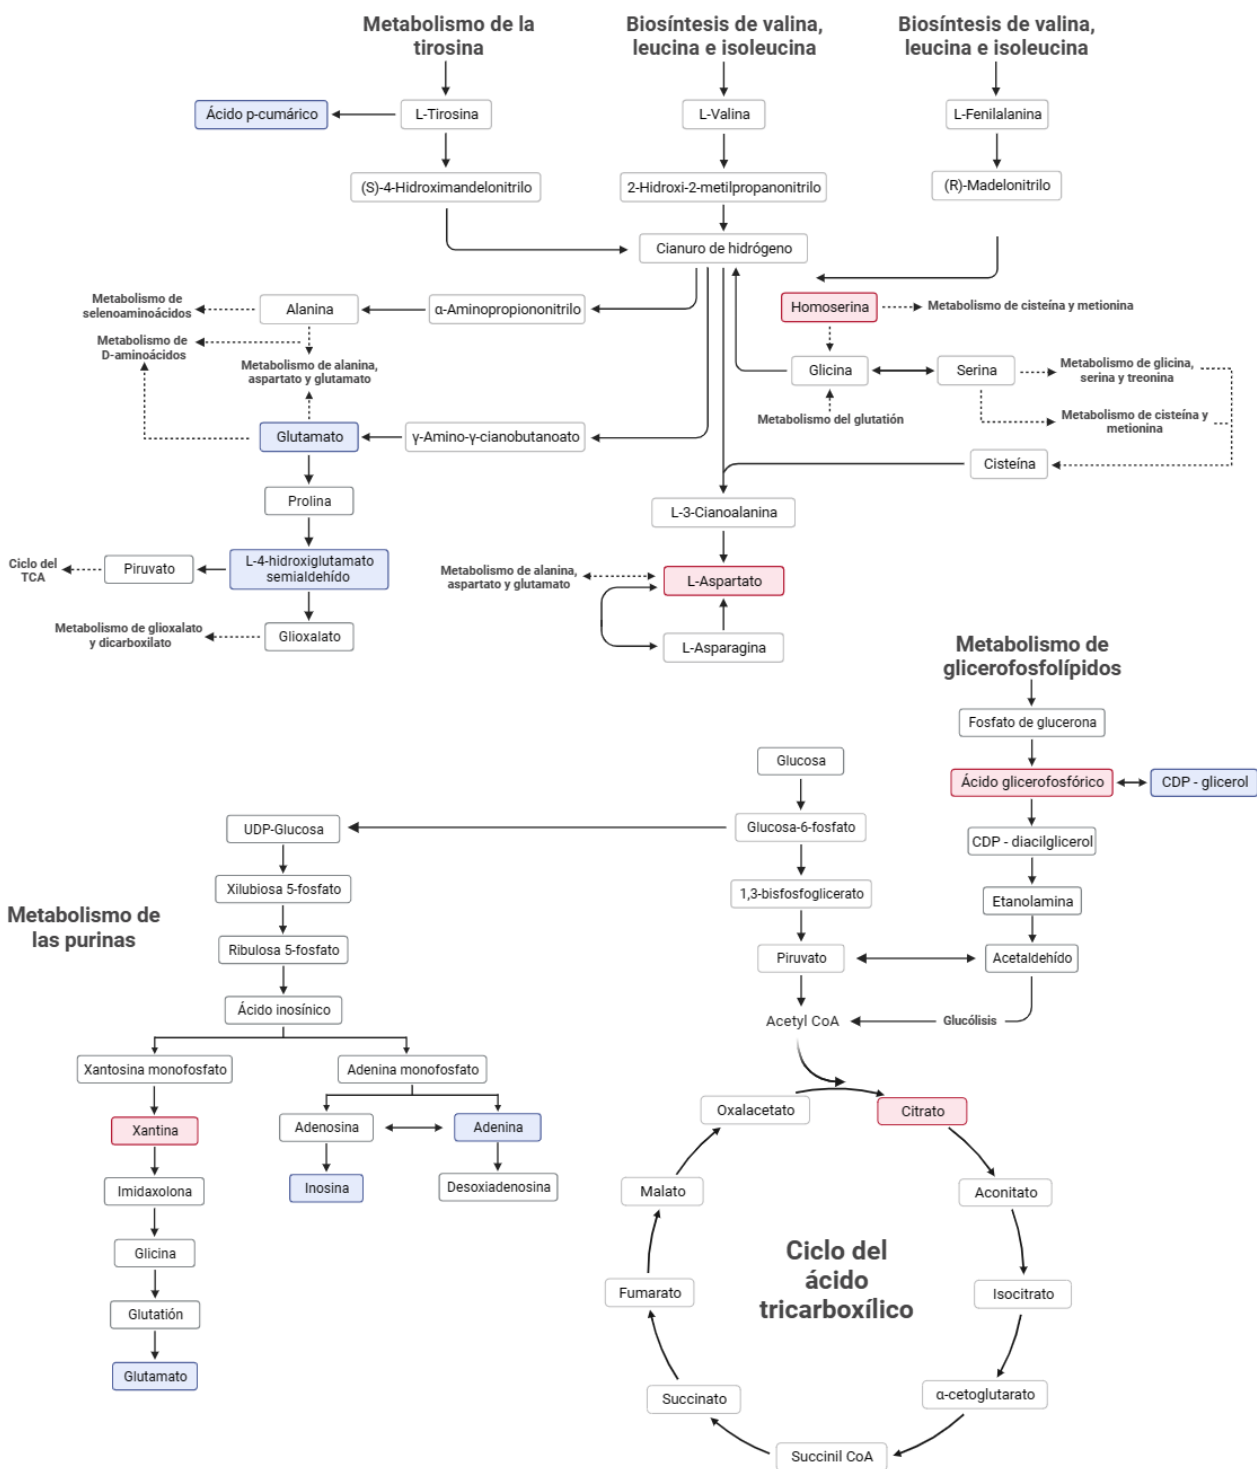 Metabolismo de la
tirosina
Biosíntesis de valina,
leucina e isoleucina
Biosíntesis de valina,
leucina e isoleucina
Ácido p-cumárico
L-Tirosina
L-Valina
L-Fenilalanina
(S)-4-Hidroximandelonitrilo
2-Hidroxi-2-metilpropanonitrilo
(R)-Madelonitrilo
Cianuro de hidrógeno
Metabolismo de
selenoaminoácidos
Alanina
α-Aminopropiononitrilo
Homoserina
Metabolismo de cisteína y metionina
Metabolismo de
D-aminoácidos
Metabolismo de alanina,
aspartato y glutamato
Glicina
Serina
Metabolismo de glicina,
serina y treonina
Metabolismo del glutatión
Metabolismo de cisteína y
metionina
Glutamato
γ-Amino-γ-cianobutanoato
Cisteína
Prolina
L-3-Cianoalanina
Ciclo del
TCA
Piruvato
L-4-hidroxiglutamato
semialdehído
Metabolismo de alanina,
aspartato y glutamato
L-Aspartato
Metabolismo de glioxalato
y dicarboxilato
Glioxalato
L-Asparagina
Metabolismo de
glicerofosfolípidos
Fosfato de glucerona
Glucosa
Ácido glicerofosfórico
CDP - glicerol
UDP-Glucosa
Glucosa-6-fosfato
CDP - diacilglicerol
Xilubiosa 5-fosfato
1,3-bisfosfoglicerato
Etanolamina
Metabolismo de
las purinas
Ribulosa 5-fosfato
Piruvato
Acetaldehído
Ácido inosínico
Acetyl CoA
Glucólisis
Xantosina monofosfato
Adenina monofosfato
Oxalacetato
Citrato
Xantina
Adenosina
Adenina
Imidaxolona
Inosina
Desoxiadenosina
Malato
Aconitato
Glicina
Ciclo del
ácido
tricarboxílico
Fumarato
Isocitrato
Glutatión
Glutamato
Succinato
α-cetoglutarato
Succinil CoA